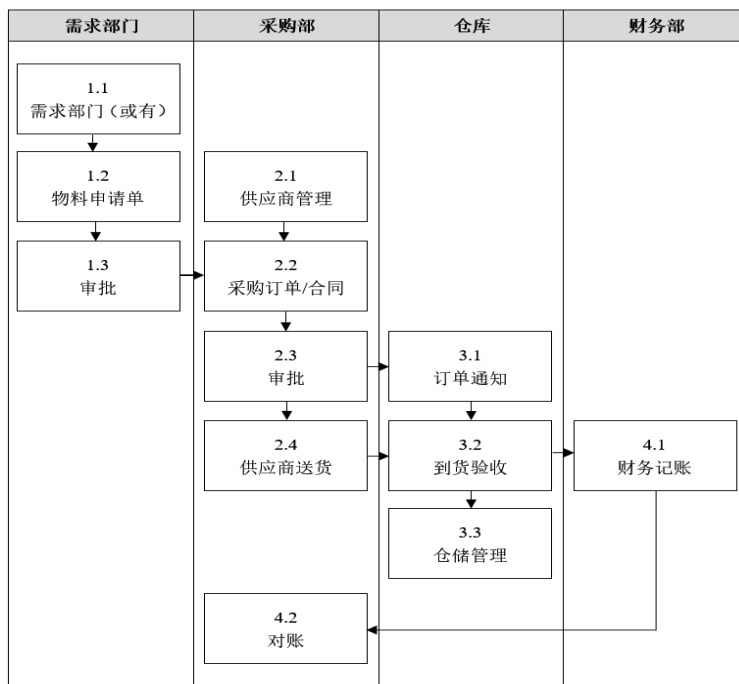 需求部门
采购部
仓库
财务部
1.1
需求部门（或有）
1.2
物料申请单
2.1
供应商管理
1.3
审批
2.2
采购订单/合同
2.3
审批
3.1
订单通知
2.4
供应商送货
3.2
到货验收
4.1
财务记账
3.3
仓储管理
4.2
对账